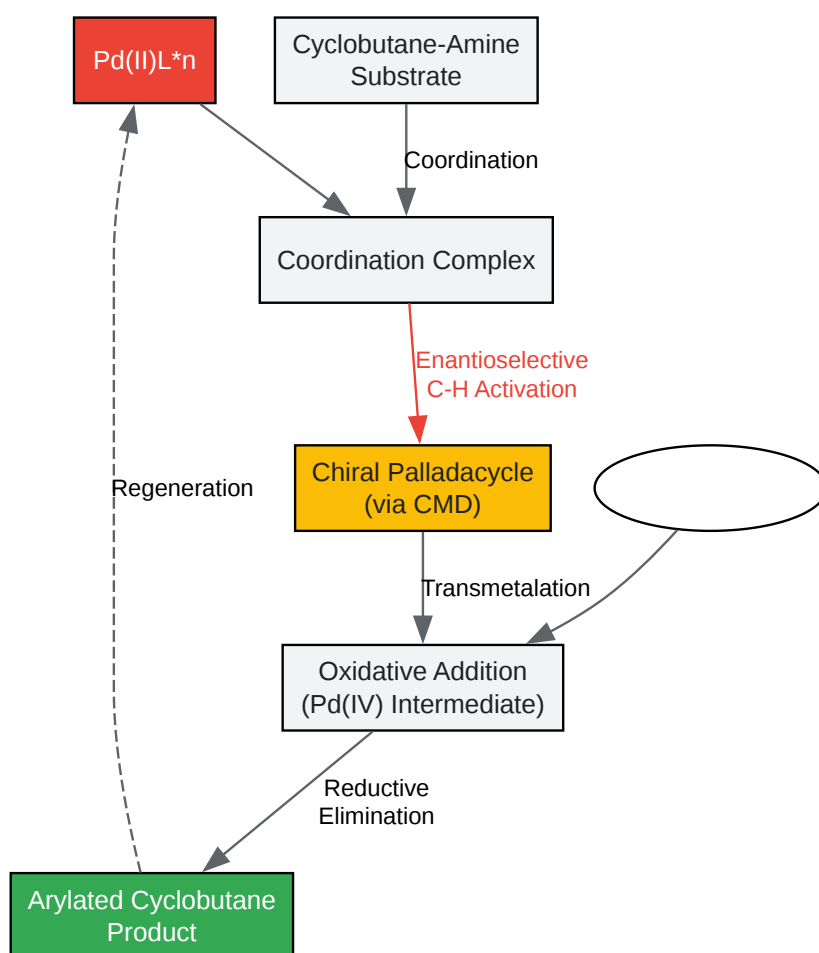 Pd(II)L*n
Cyclobutane-Amine
Substrate
Coordination
Coordination Complex
Enantioselective
C-H Activation
Chiral Palladacycle
(via CMD)
Regeneration
Transmetalation
Oxidative Addition
(Pd(IV) Intermediate)
Reductive
Elimination
Arylated Cyclobutane
Product